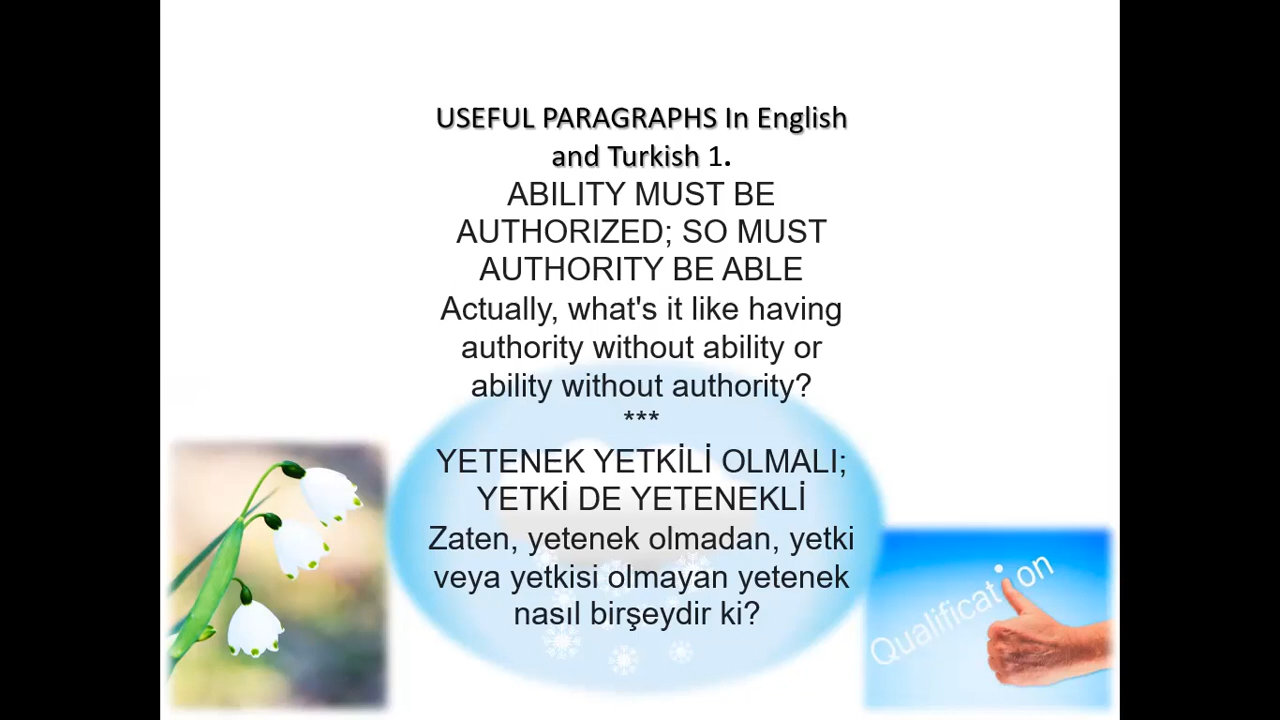 USEFUL PARAGRAPHS In English
and Turkish 1.
ABILITY MUST BE
AUTHORIZED; SO MUST
AUTHORITY BE ABLE
Actually, what's it like having
authority without ability or
ability without authority?
***
YETENEK YETKİLİ OLMALI;
YETKİ DE YETENEKLİ
Zaten, yetenek olmadan, yetki
veya yetkisi olmayan yetenek
nasıl birşeydir ki?
Qualification